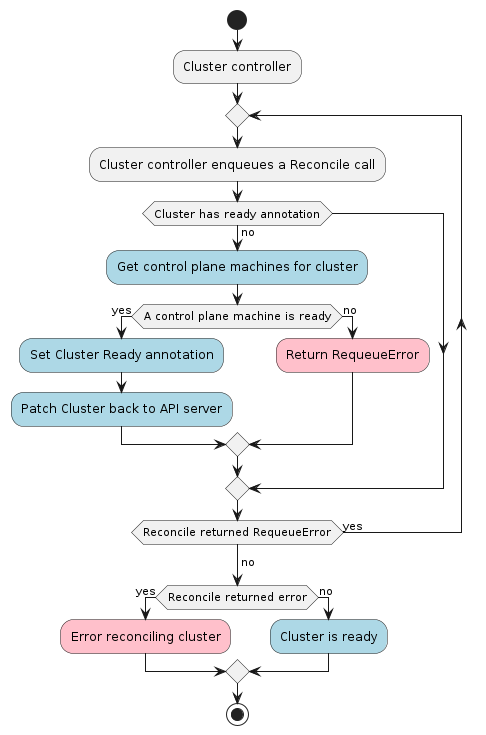 Cluster controller
Cluster controller enqueues a Reconcile call
Cluster has ready annotation
no
Get control plane machines for cluster
yes
A control plane machine is ready
no
Set Cluster Ready annotation
Return RequeueError
Patch Cluster back to API server
Reconcile returned RequeueError
yes
no
yes
Reconcile returned error
no
Error reconciling cluster
Cluster is ready